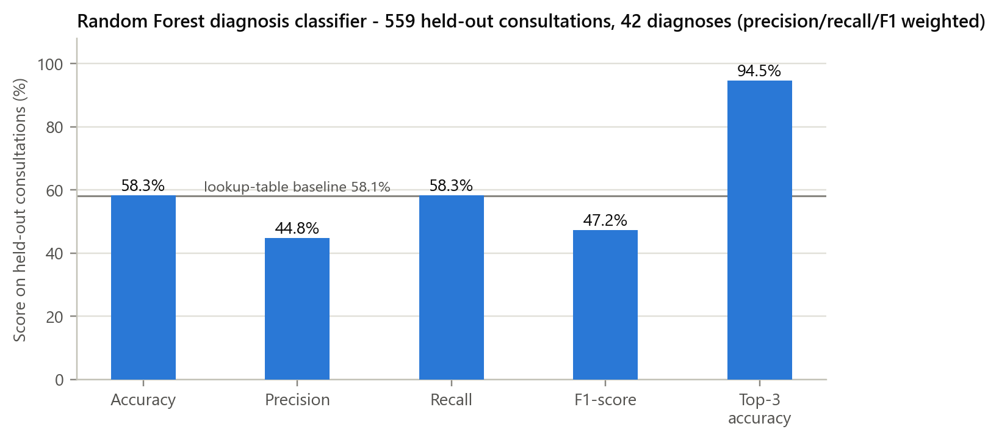 Random Forest diagnosis classifier - 559 held-out consultations, 42 diagnoses (precision/recall/F1 weighted)
Score on held-out consultations (%)
100
80
60
40
20
0
94.5%
58.3%
lookup-table baseline 58.1%
58.3%
44.8%
47.2%
Accuracy
Precision
Recall
F1-score
Top-3
accuracy